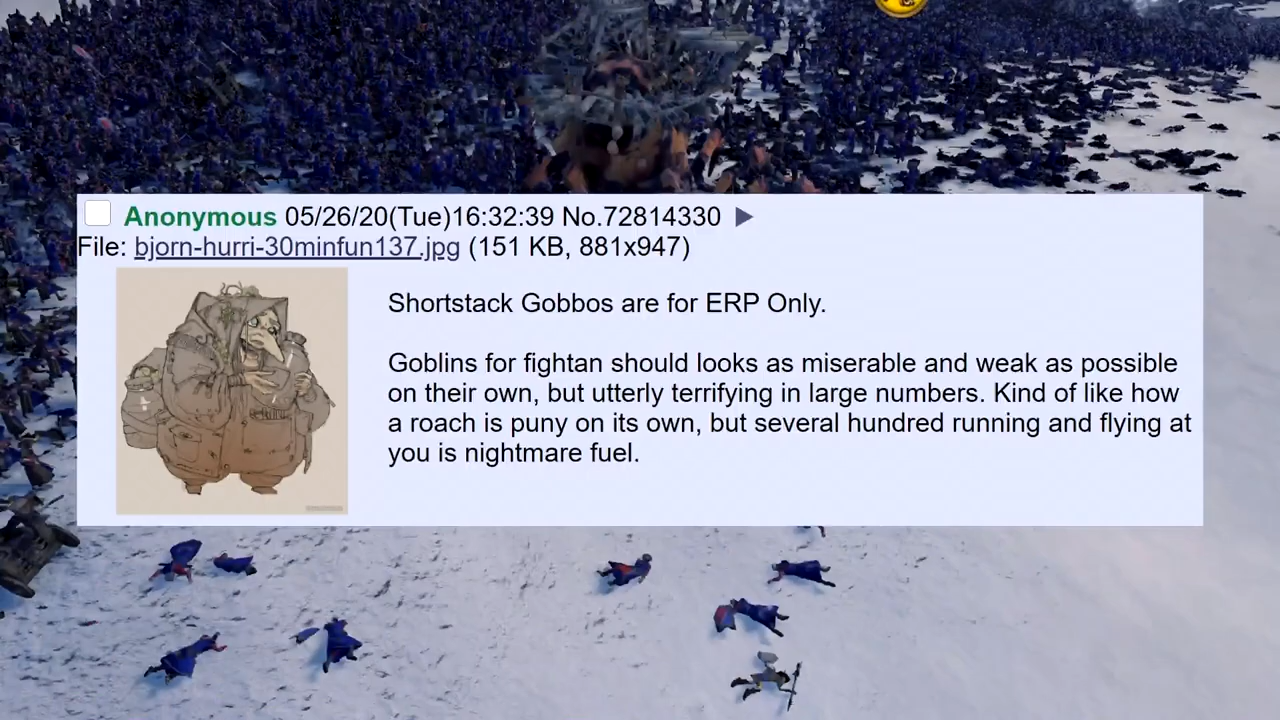 Anonymous 05/26/20(Tue)16:32:39 No.72814330 ▶
File: bjorn-hurri-30minfun137.jpg (151 KB, 881x947)
Shortstack Gobbos are for ERP Only.
Goblins for fightan should looks as miserable and weak as possible
on their own, but utterly terrifying in large numbers. Kind of like how
a roach is puny on its own, but several hundred running and flying at
you is nightmare fuel.